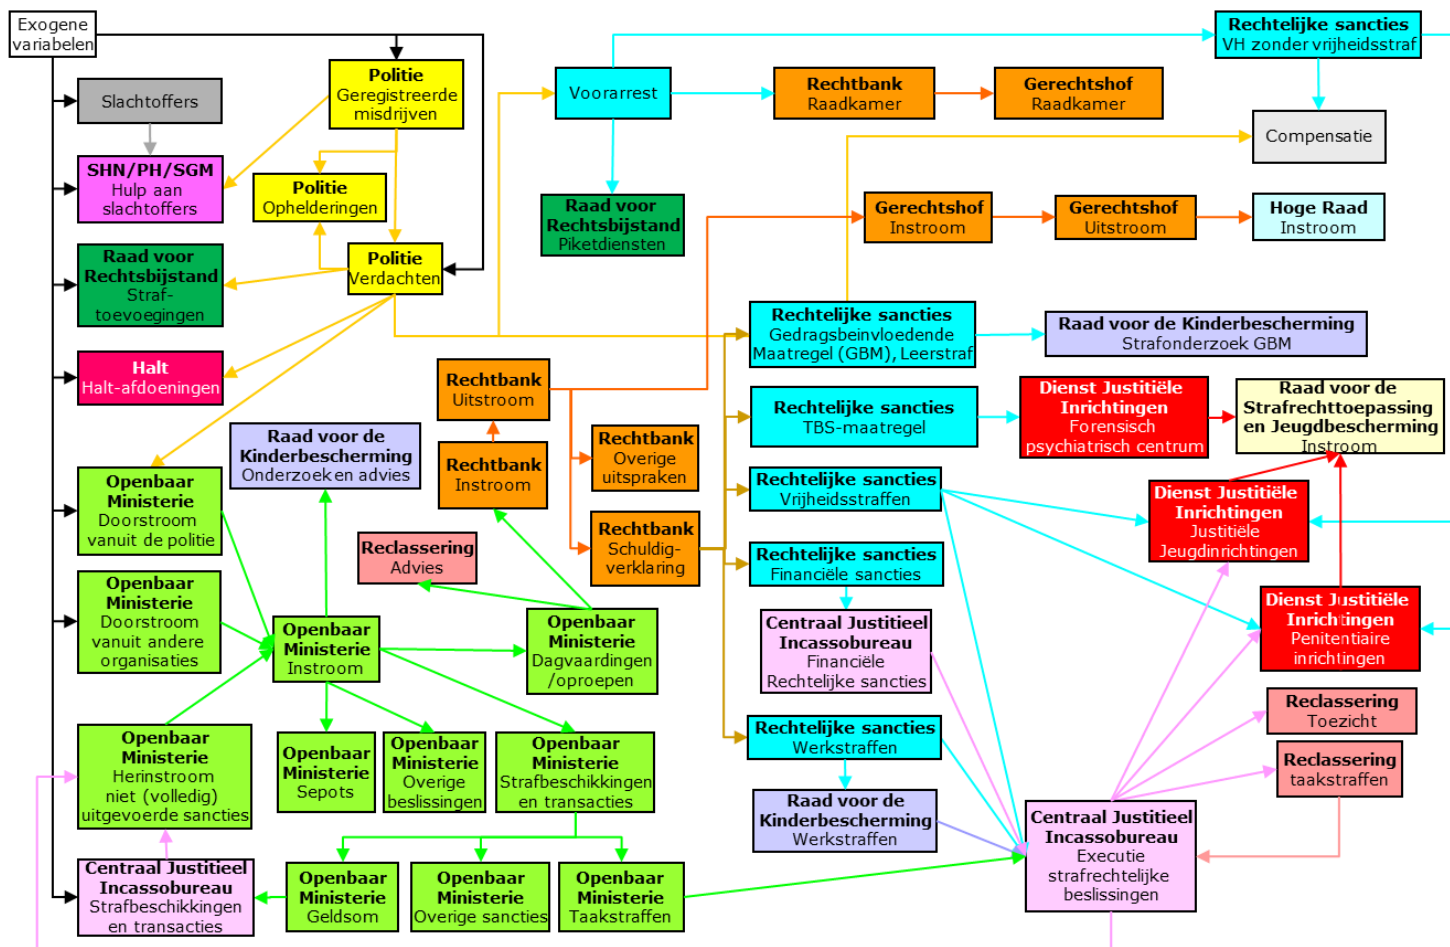 Exogene
variabelen
Slachtoffers
SHN/PH/SGM
Hulp aan
slachtoffers
Raad voor
Rechtsbijstand
Straf-
toevoegingen
Halt
Halt-afdoeningen
Politie
Geregistreerde
misdrijven
Politie
Ophelderingen
Politie
Verdachten
Voorarrest
Rechtbank
Raadkamer
Gerechtshof
Raadkamer
Rechtelijke sancties
VH zonder vrijheidsstraf
Compensatie
Raad voor
Rechtsbijstand
Piketdiensten
Gerechtshof
Instroom
Gerechtshof
Uitstroom
Hoge Raad
Instroom
Rechtelijke sancties
Gedragsbeinvloedende
Maatregel (GBM), Leerstraf
Raad voor de Kinderbescherming
Strafonderzoek GBM
Rechtbank
Uitstroom
Rechtbank
Instroom
Rechtbank
Overige
uitspraken
Rechtbank
Schuldig-
verklaring
Rechtelijke sancties
TBS-maatregel
Dienst Justitiële
Inrichtingen
Forensisch
psychiatrisch centrum
Raad voor de
Strafrechttoepassing
en Jeugdbescherming
Instroom
Raad voor de
Kinderbescherming
Onderzoek en advies
Openbaar
Ministerie
Doorstroom
vanuit de politie
Rechtelijke sancties
Vrijheidsstraffen
Dienst Justitiële
Inrichtingen
Justitiële
Jeugdinrichtingen
Reclassering
Advies
Rechtelijke sancties
Financiële sancties
Openbaar
Ministerie
Doorstroom
vanuit andere
organisaties
Openbaar
Ministerie
Instroom
Openbaar
Ministerie
Dagvaardingen
/oproepen
Centraal Justitieel
Incassobureau
Financiële
Rechtelijke sancties
Dienst Justitiële
Inrichtingen
Penitentiaire
inrichtingen
Reclassering
Toezicht
Openbaar
Ministerie
Herinstroom
niet (volledig)
uitgevoerde sancties
Openbaar
Ministerie
Sepots
Openbaar
Ministerie
Overige
beslissingen
Openbaar
Ministerie
Strafbeschikkingen
en transacties
Rechtelijke sancties
Werkstraffen
Reclassering
taakstraffen
Raad voor de
Kinderbescherming
Werkstraffen
Centraal Justitieel
Incassobureau
Executie
strafrechtelijke
beslissingen
Centraal Justitieel
Incassobureau
Strafbeschikkingen
en transacties
Openbaar
Ministerie
Geldsom
Openbaar
Ministerie
Overige sancties
Openbaar
Ministerie
Taakstraffen